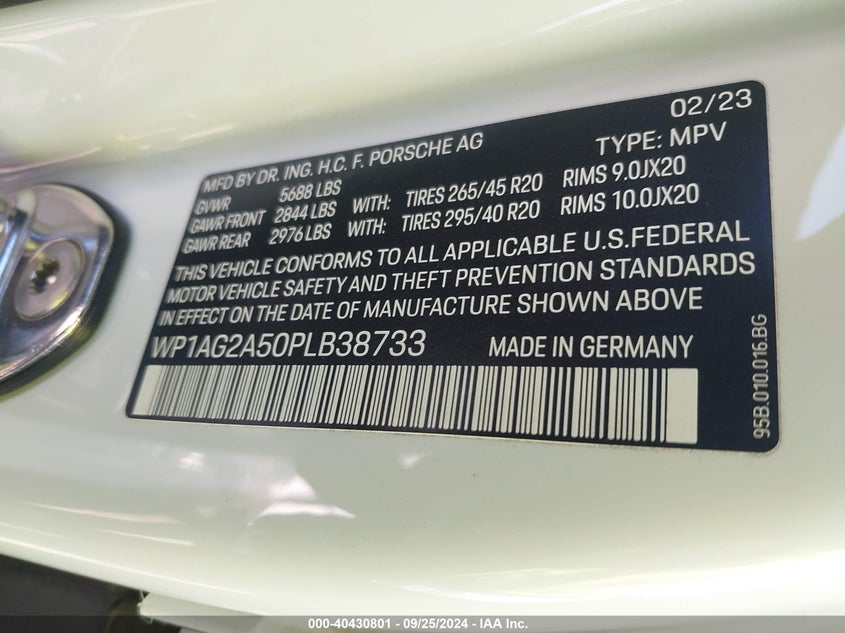 02/23
MFD BY DR. ING. H.C. F. PORSCHE AG TYPE: MPV
GVWR 5688 LBS
GAWR FRONT 2844 LBS WITH: TIRES 265/45 R20 RIMS 9.0JX20
GAWR REAR 2976 LBS WITH: TIRES 295/40 R20 RIMS 10.0JX20
THIS VEHICLE CONFORMS TO ALL APPLICABLE U.S.FEDERAL
MOTOR VEHICLE SAFETY AND THEFT PREVENTION STANDARDS
IN EFFECT ON THE DATE OF MANUFACTURE SHOWN ABOVE
WP1AG2A50PLB38733 MADE IN GERMANY
95B.010.016.BG
000-40430801 - 09/25/2024 - IAA Inc.